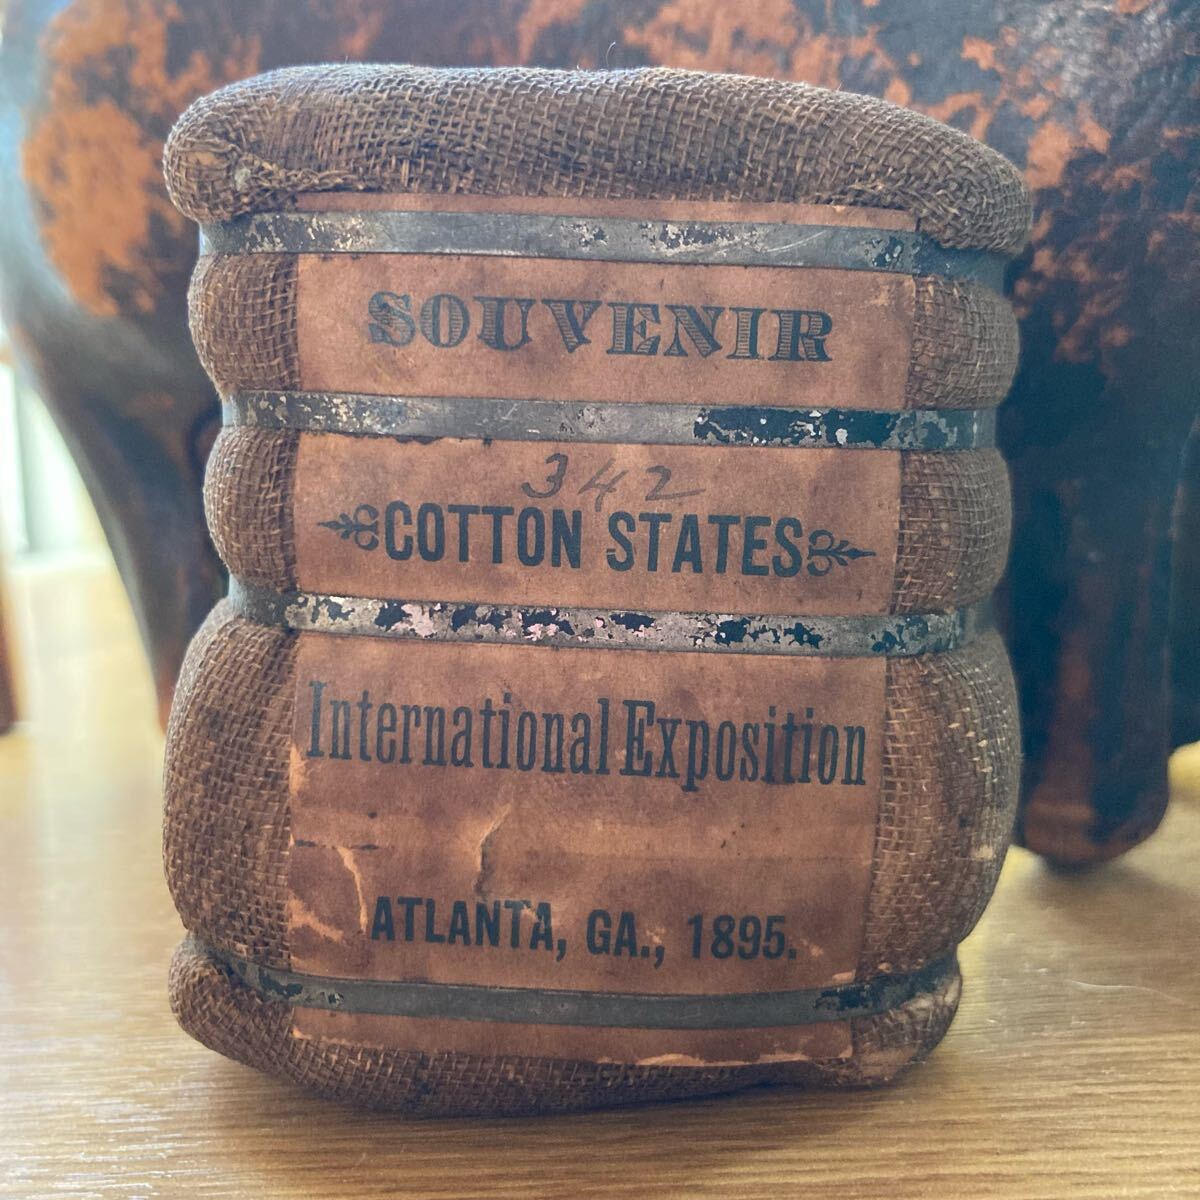 SOUVENIR
342
COTTON STATES
International Exposition
ATLANTA, GA., 1895.